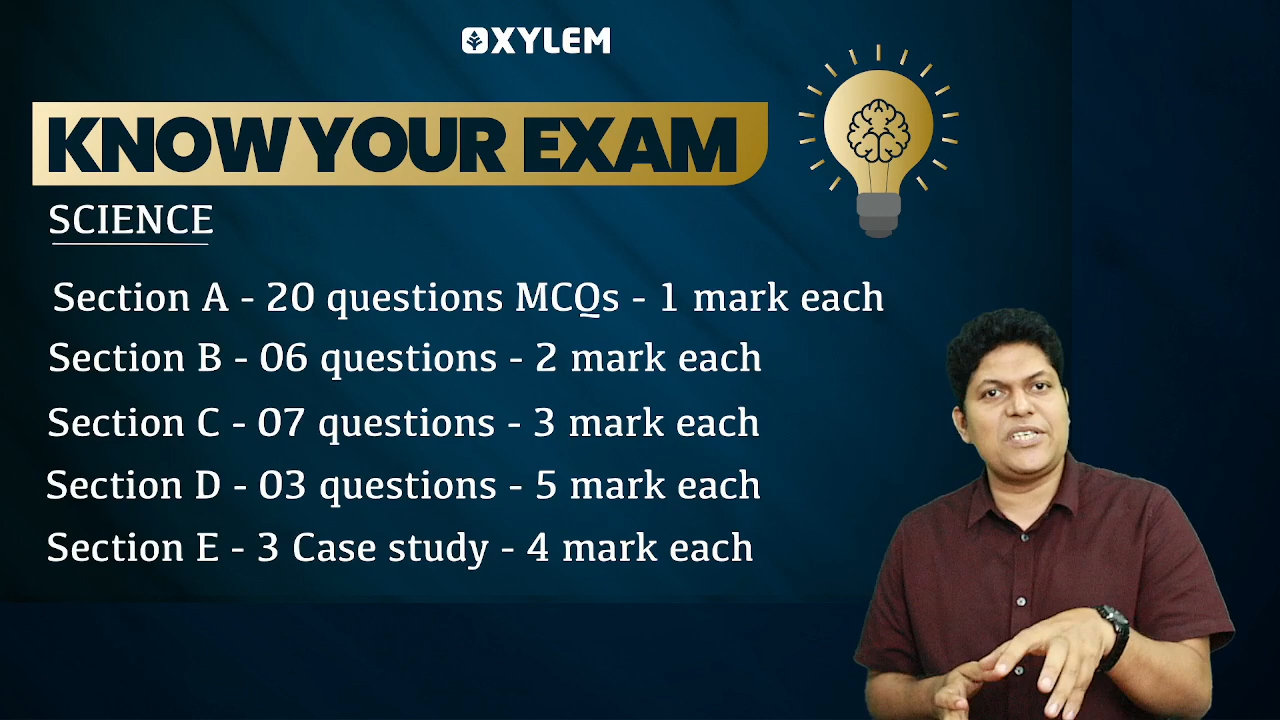 OXYLEM
KNOW YOUR EXAM
SCIENCE
Section A - 20 questions MCQs - 1 mark each
Section B - 06 questions - 2 mark each
Section C - 07 questions - 3 mark each
Section D - 03 questions - 5 mark each
Section E - 3 Case study - 4 mark each